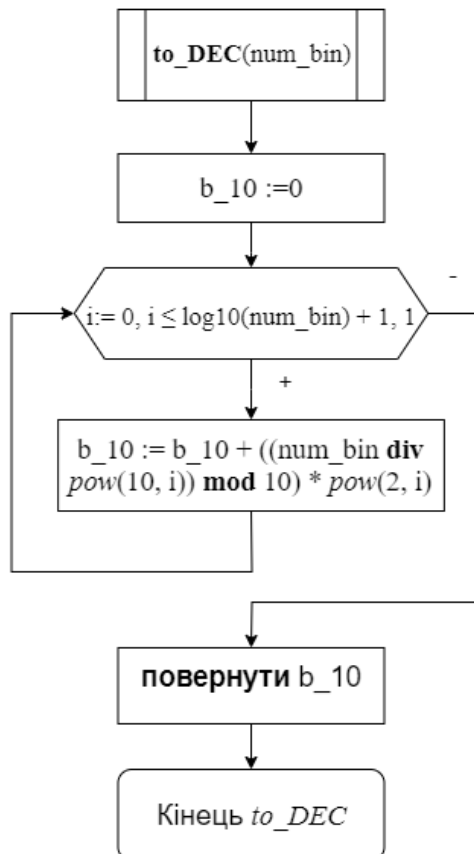 to_DEC(num_bin)
b_10 :=0
-
i:= 0, i ≤ log10(num_bin) + 1, 1
+
b_10 := b_10 + ((num_bin div
pow(10, i)) mod 10) * pow(2, i)
повернути b_10
Кінець to_DEC